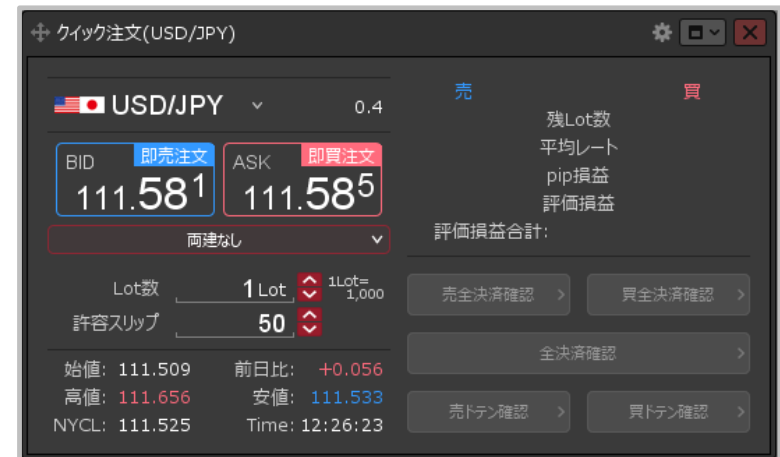 クイック注文(USD/JPY)
USD/JPY 0.4
BID 即売注文
111.581
ASK 即買注文
111.585
両建なし
Lot数 1 Lot 1Lot=1,000
許容スリップ 50
始値: 111.509 前日比: +0.056
高値: 111.656 安値: 111.533
NYCL: 111.525 Time: 12:26:23
売 買
残Lot数
平均レート
pip損益
評価損益
評価損益合計:
売全決済確認 買全決済確認
全決済確認
売ドテン確認 買ドテン確認